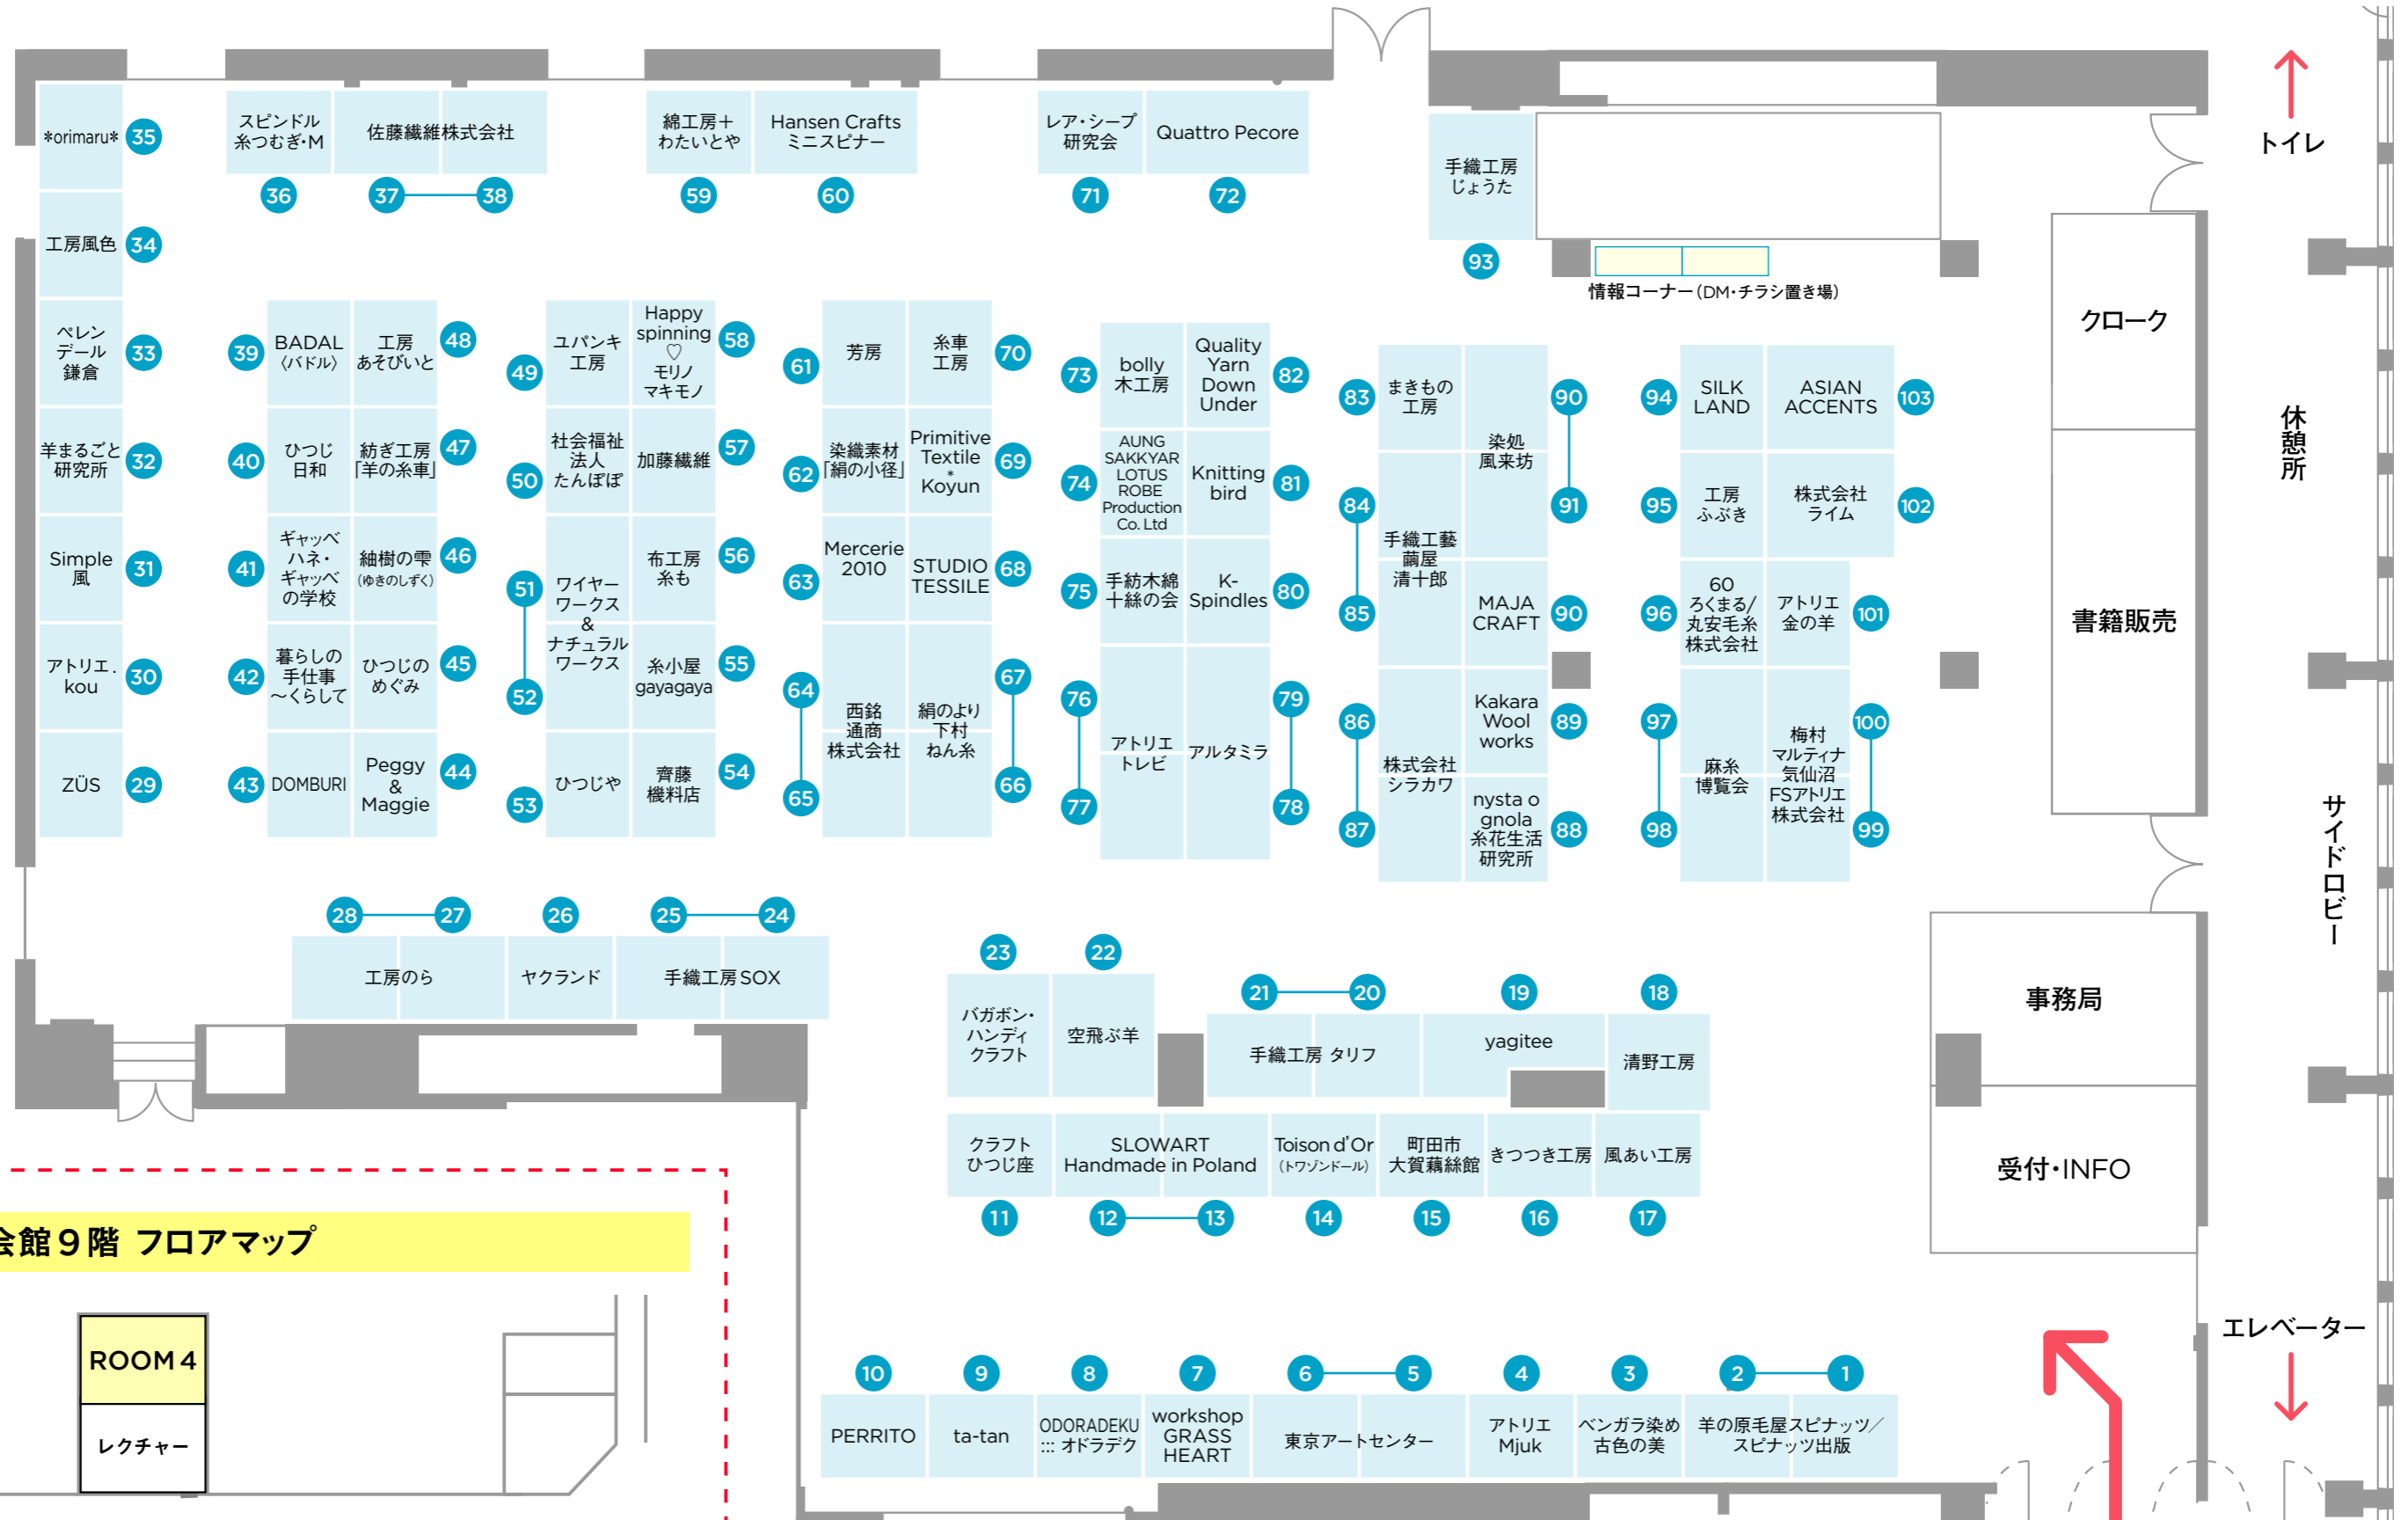 *orimaru*
35
工房風色
34
ペレン
デール
鎌倉
33
羊まるごと
研究所
32
Simple
風
31
アトリエ.
kou
30
ZÜS
29
スピンドル
糸つむぎ・M
36
佐藤繊維株式会社
37
38
綿工房＋
わたいとや
59
Hansen Crafts
ミニスピナー
60
レア・シープ
研究会
71
Quattro Pecore
72
手織工房
じょうた
93
情報コーナー（DM・チラシ置き場）
トイレ
クローク
書籍販売
休憩所
サイドロビー
39
BADAL
〈バドル〉
工房
あそびいと
48
40
ひつじ
日和
紡ぎ工房
「羊の糸車」
47
41
ギャッベ
ハネ・
ギャッベ
の学校
紬樹の雫
（ゆきのしずく）
46
42
暮らしの
手仕事
～くらして
ひつじの
めぐみ
45
43
DOMBURI
Peggy
&
Maggie
44
49
ユパンキ
工房
Happy
spinning
♡
モリノ
マキモノ
58
50
社会福祉
法人
たんぽぽ
加藤繊維
57
51
52
ワイヤー
ワークス
&
ナチュラル
ワークス
布工房
糸も
56
糸小屋
gayagaya
55
53
ひつじや
齊藤
機料店
54
61
芳房
糸車
工房
70
62
染織素材
「絹の小径」
Primitive
Textile
*
Koyun
69
63
Mercerie
2010
STUDIO
TESSILE
68
64
65
西銘
通商
株式会社
絹のより
下村
ねん糸
67
66
73
bolly
木工房
Quality
Yarn
Down
Under
82
74
AUNG
SAKKYAR
LOTUS
ROBE
Production
Co. Ltd
Knitting
bird
81
75
手紡木綿
十絲の会
K-
Spindles
80
76
77
アトリエ
トレビ
アルタミラ
79
78
83
まきもの
工房
染処
風来坊
90
91
84
85
手織工藝
繭屋
清十郎
MAJA
CRAFT
90
86
87
株式会社
シラカワ
Kakara
Wool
works
89
nysta o
gnola
糸花生活
研究所
88
94
SILK
LAND
ASIAN
ACCENTS
103
95
工房
ふぶき
株式会社
ライム
102
96
60
ろくまる/
丸安毛糸
株式会社
アトリエ
金の羊
101
97
98
麻糸
博覧会
梅村
マルティナ
気仙沼
FSアトリエ
株式会社
100
99
28
27
工房のら
26
ヤクランド
25
24
手織工房SOX
23
バガボン・
ハンディ
クラフト
22
空飛ぶ羊
21
20
手織工房 タリフ
19
yagitee
18
清野工房
事務局
受付・INFO
クラフト
ひつじ座
11
SLOWART
Handmade in Poland
12
13
Toison d'Or
（トワゾンドール）
14
町田市
大賀藕絲館
15
きつつき工房
16
風あい工房
17
エレベーター
会館９階 フロアマップ
ROOM 4
レクチャー
10
PERRITO
9
ta-tan
8
ODORADEKU
::: オドラデク
7
workshop
GRASS
HEART
6
5
東京アートセンター
4
アトリエ
Mjuk
3
ベンガラ染め
古色の美
2
1
羊の原毛屋スピナッツ／
スピナッツ出版